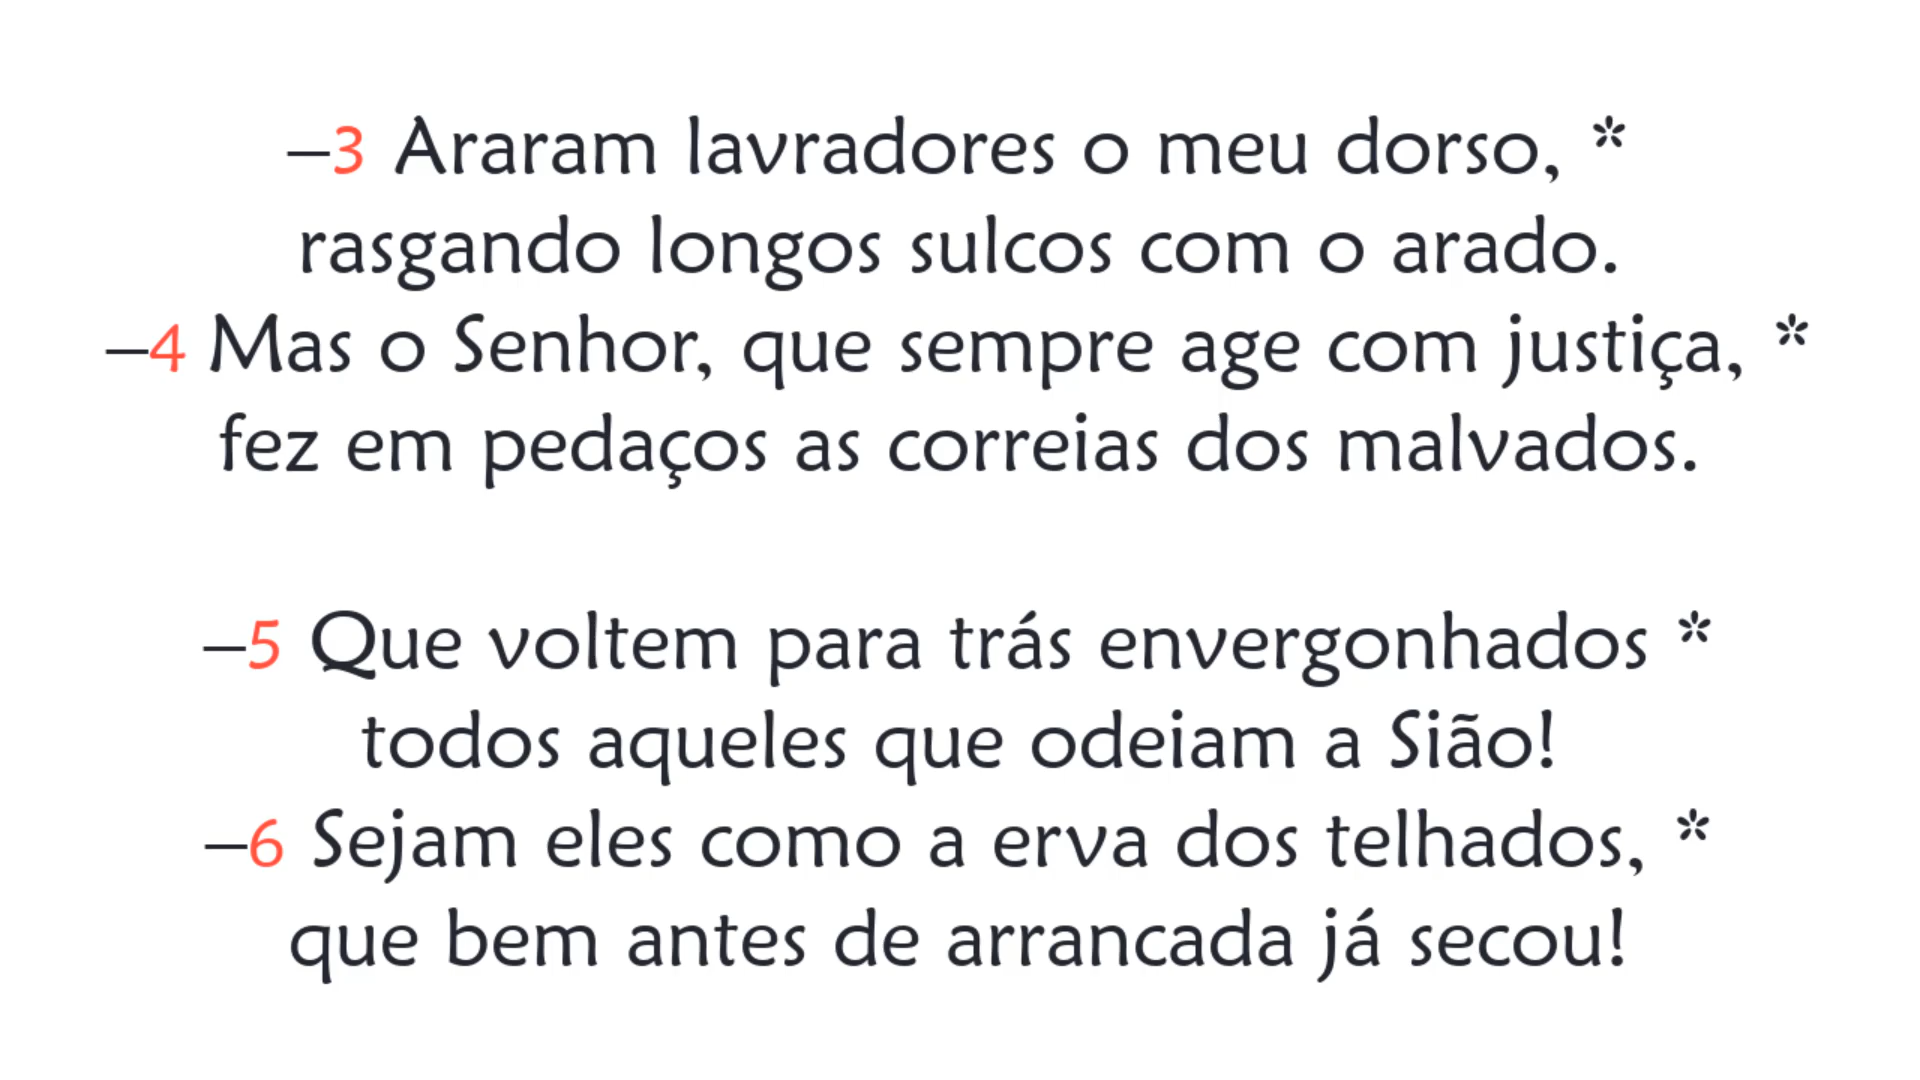 –3 Araram lavradores o meu dorso, *
rasgando longos sulcos com o arado.
–4 Mas o Senhor, que sempre age com justiça, *
fez em pedaços as correias dos malvados.
–5 Que voltem para trás envergonhados *
todos aqueles que odeiam a Sião!
–6 Sejam eles como a erva dos telhados, *
que bem antes de arrancada já secou!